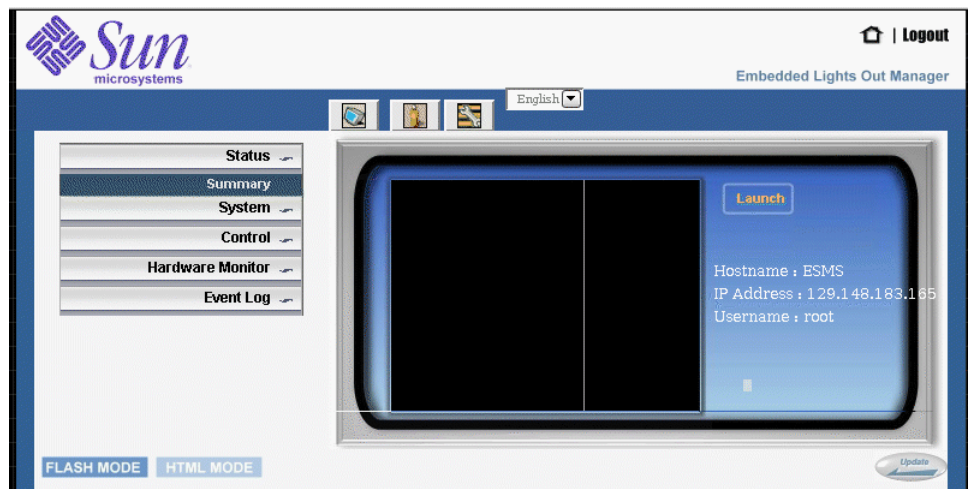 Sun
microsystems
| Logout
Embedded Lights Out Manager
English
Status
Summary
System
Control
Hardware Monitor
Event Log
Launch
Hostname : ESMS
IP Address : 129.148.183.165
Username : root
FLASH MODE
HTML MODE
Update